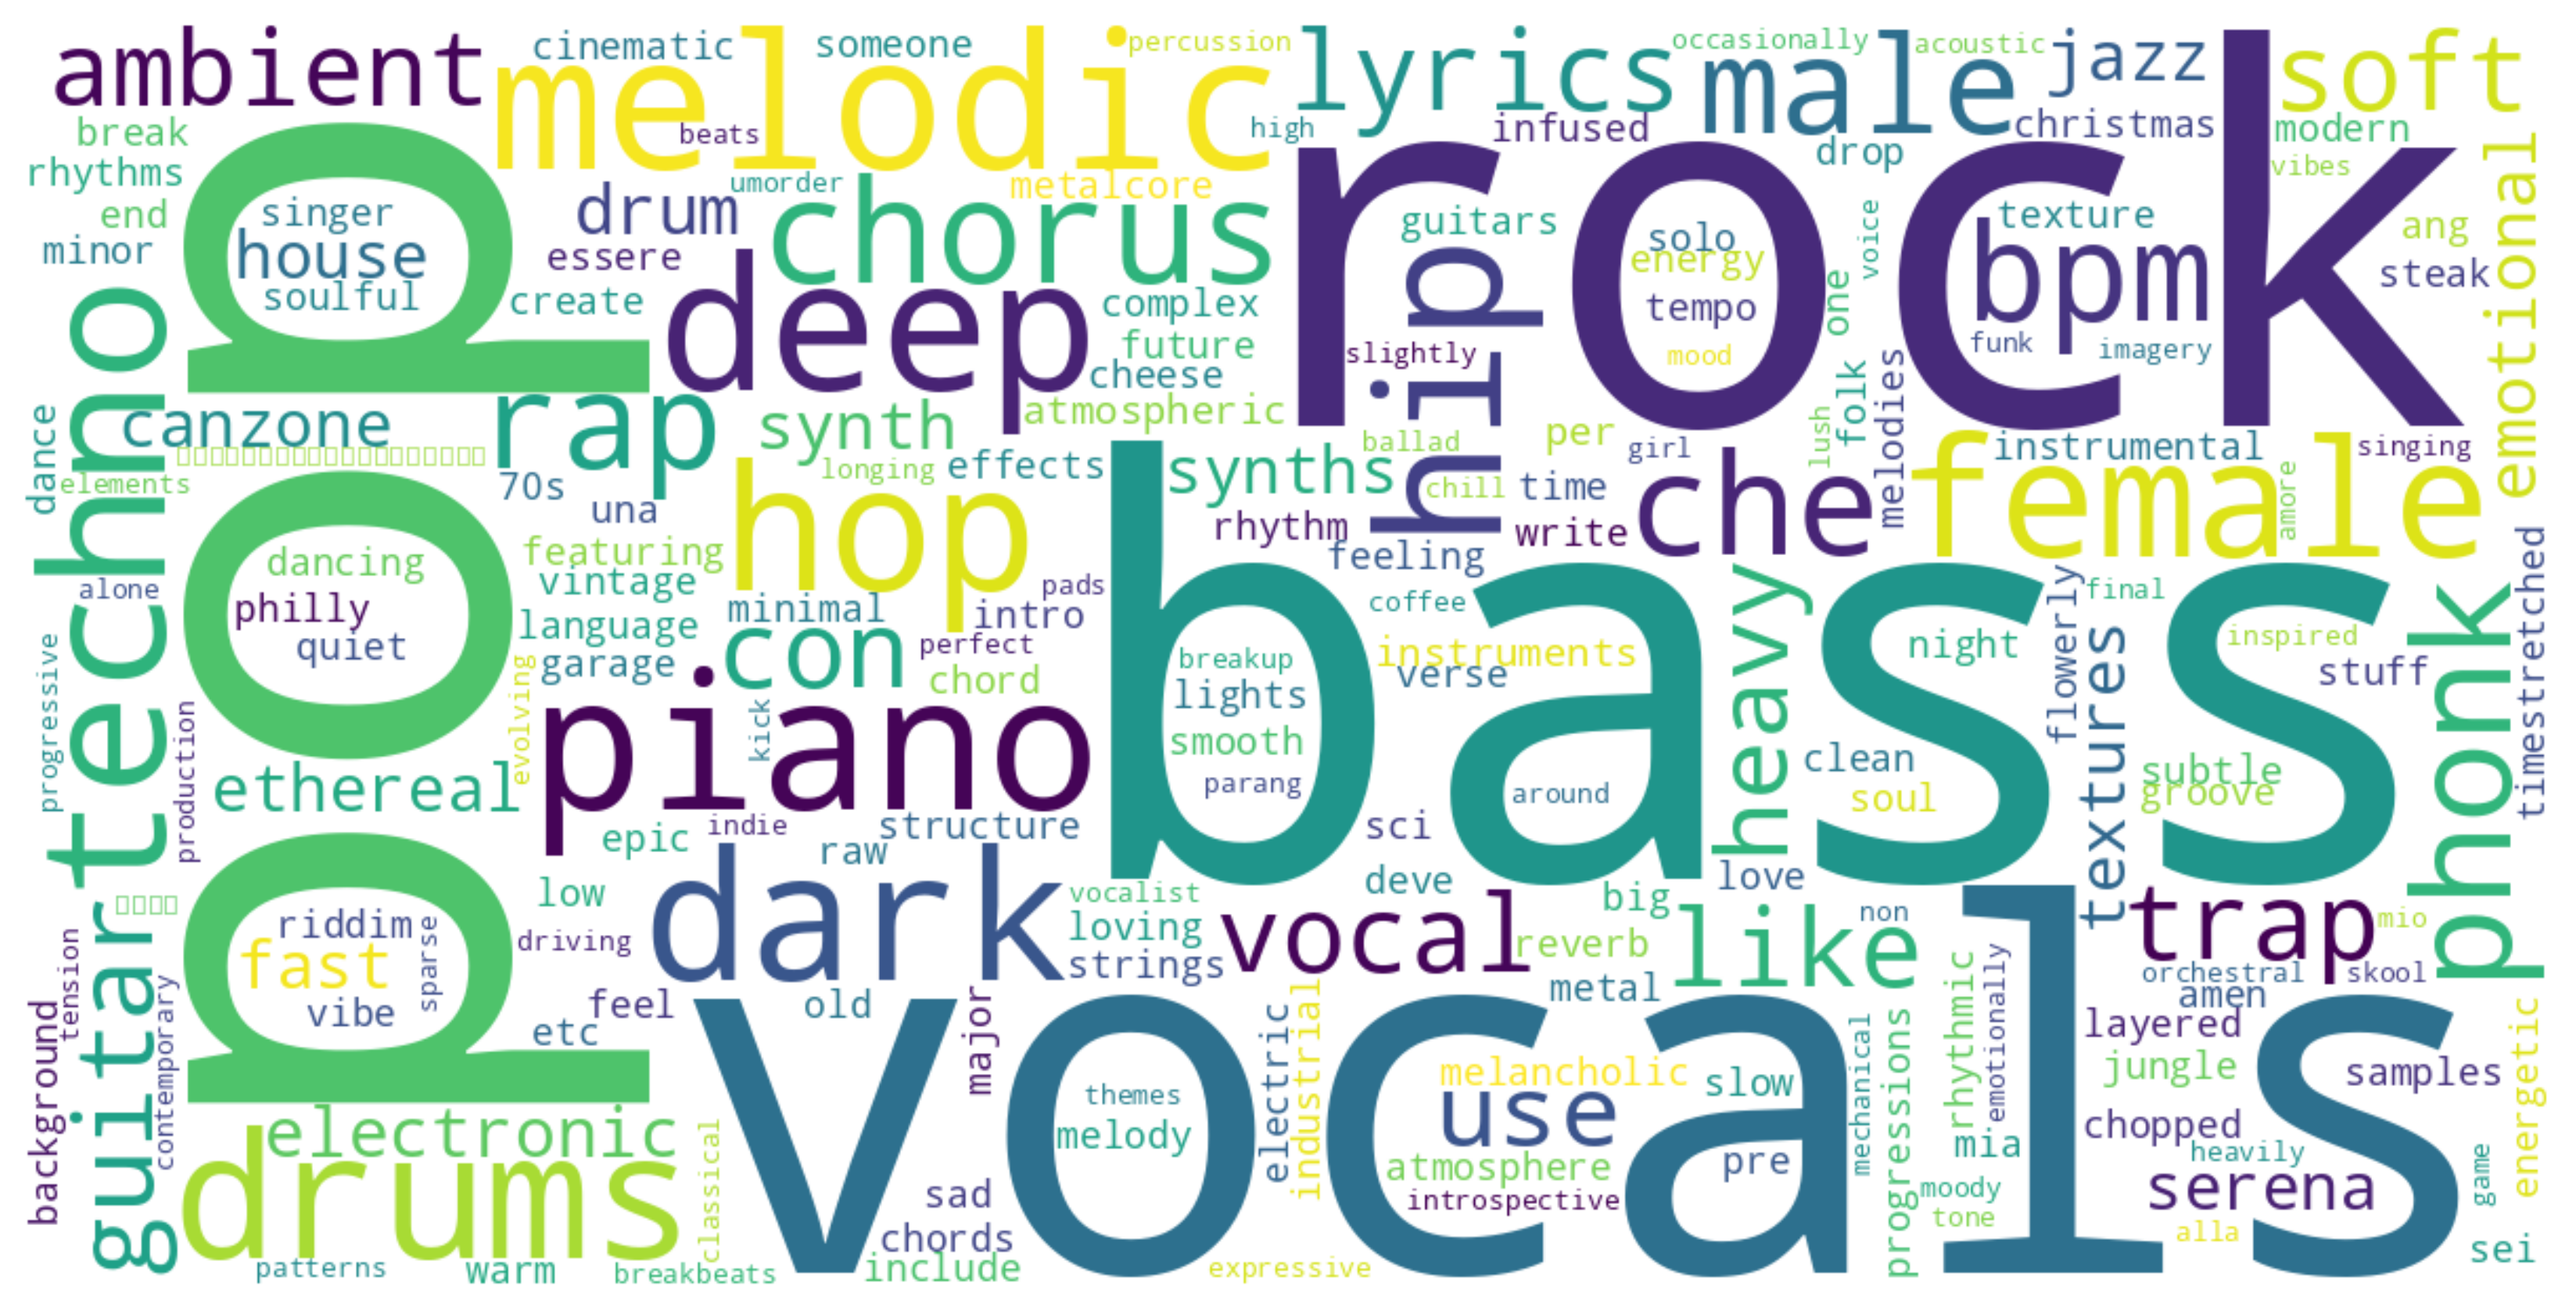 ambient
melodic
cinematic
someone
percussion
lyrics
occasionally
male
acoustic
jazz
rock
soft
break
beats
high
infused
christmas
modern
rhythms
pop
umorder
metalcore
drop
vibes
emotional
end
singer
drum
chorus
guitars
solo
voice
texture
ang
minor
house
essere
deep
hip
energy
bpm
steak
soulful
create
complex
tempo
one
techno
future
slightly
mood
funk
imagery
cheese
folk
melodies
dance
canzone
rap
synth
atmospheric
ballad
per
girl
lush
female
instrumental
singing
elements
70s
longing
effects
synths
chill
time
che
amore
una
hop
bass
rhythm
write
dancing
featuring
feeling
heavy
phonk
timestretched
alone
philly
vintage
pads
coffee
flowerly
final
quiet
language
minimal
intro
con
perfect
breakup
instruments
night
inspired
progressive
evolving
garage
chord
lights
verse
textures
stuff
production
piano
kick
smooth
clean
subtle
ethereal
parang
around
soul
groove
epic
indie
structure
sci
raw
guitar
low
dark
vocalist
deve
big
love
riddim
sparse
driving
loving
vocal
reverb
like
non
trap
mio
tension
fast
strings
metal
rhythmic
emotionally
orchestral
skool
background
contemporary
vibe
feel
old
major
vocals
electric
industrial
amen
etc
layered
energetic
themes
melancholic
slow
mechanical
progressions
jungle
samples
electronic
classical
melody
use
chopped
drums
atmosphere
pre
mia
heavily
sad
introspective
moody
serena
game
chords
tone
alla
patterns
warm
breakbeats
include
expressive
sei